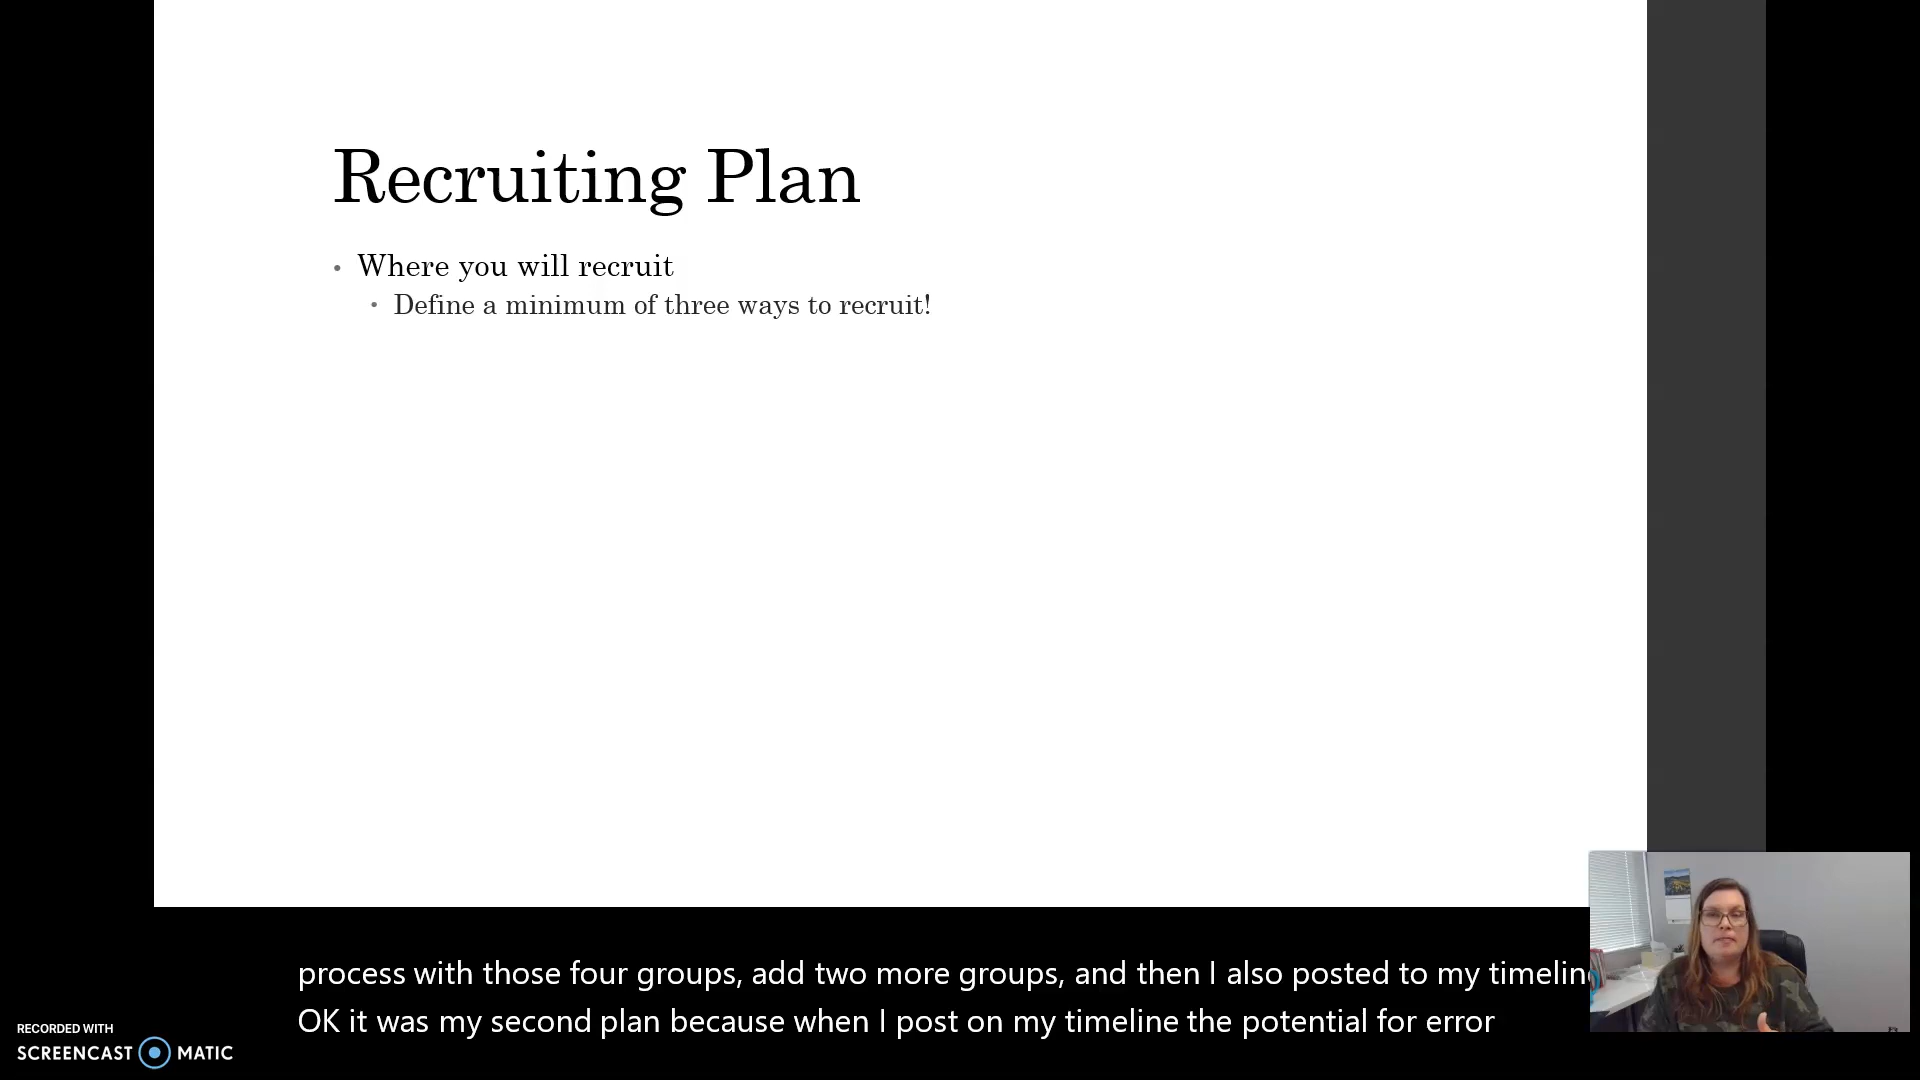 Recruiting Plan
• Where you will recruit
• Define a minimum of three ways to recruit!
process with those four groups, add two more groups, and then I also posted to my timeline
OK it was my second plan because when I post on my timeline the potential for error
RECORDED WITH
SCREENCAST MATIC